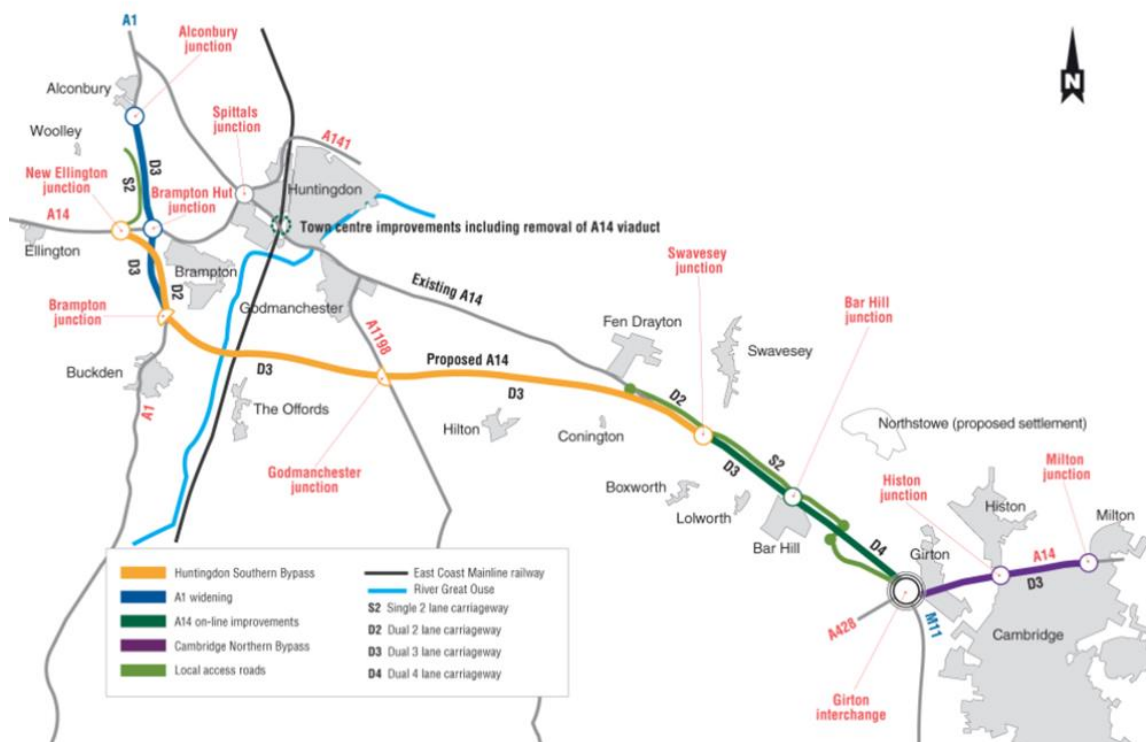 A1
Alconbury
junction
Alconbury
Woolley
Spittals
junction
A141
D3
S2
New Ellington
junction
Brampton Hut
junction
Huntingdon
A14
Town centre improvements including removal of A14 viaduct
Ellington
D3
D2
Brampton
Swavesey
junction
Existing A14
Bar Hill
junction
Brampton
junction
Godmanchester
Fen Drayton
Swavesey
A1198
Proposed A14
Buckden
D3
D3
D2
A1
The Offords
Hilton
Conington
Northstowe (proposed settlement)
Godmanchester
junction
D3
S2
Milton
junction
Histon
junction
Boxworth
Lolworth
Histon
Milton
Bar Hill
D4
Girton
A14
D3
Huntingdon Southern Bypass
A1 widening
A14 on-line improvements
Cambridge Northern Bypass
Local access roads
East Coast Mainline railway
River Great Ouse
S2 Single 2 lane carriageway
D2 Dual 2 lane carriageway
D3 Dual 3 lane carriageway
D4 Dual 4 lane carriageway
A428
M11
Cambridge
Girton
interchange
N